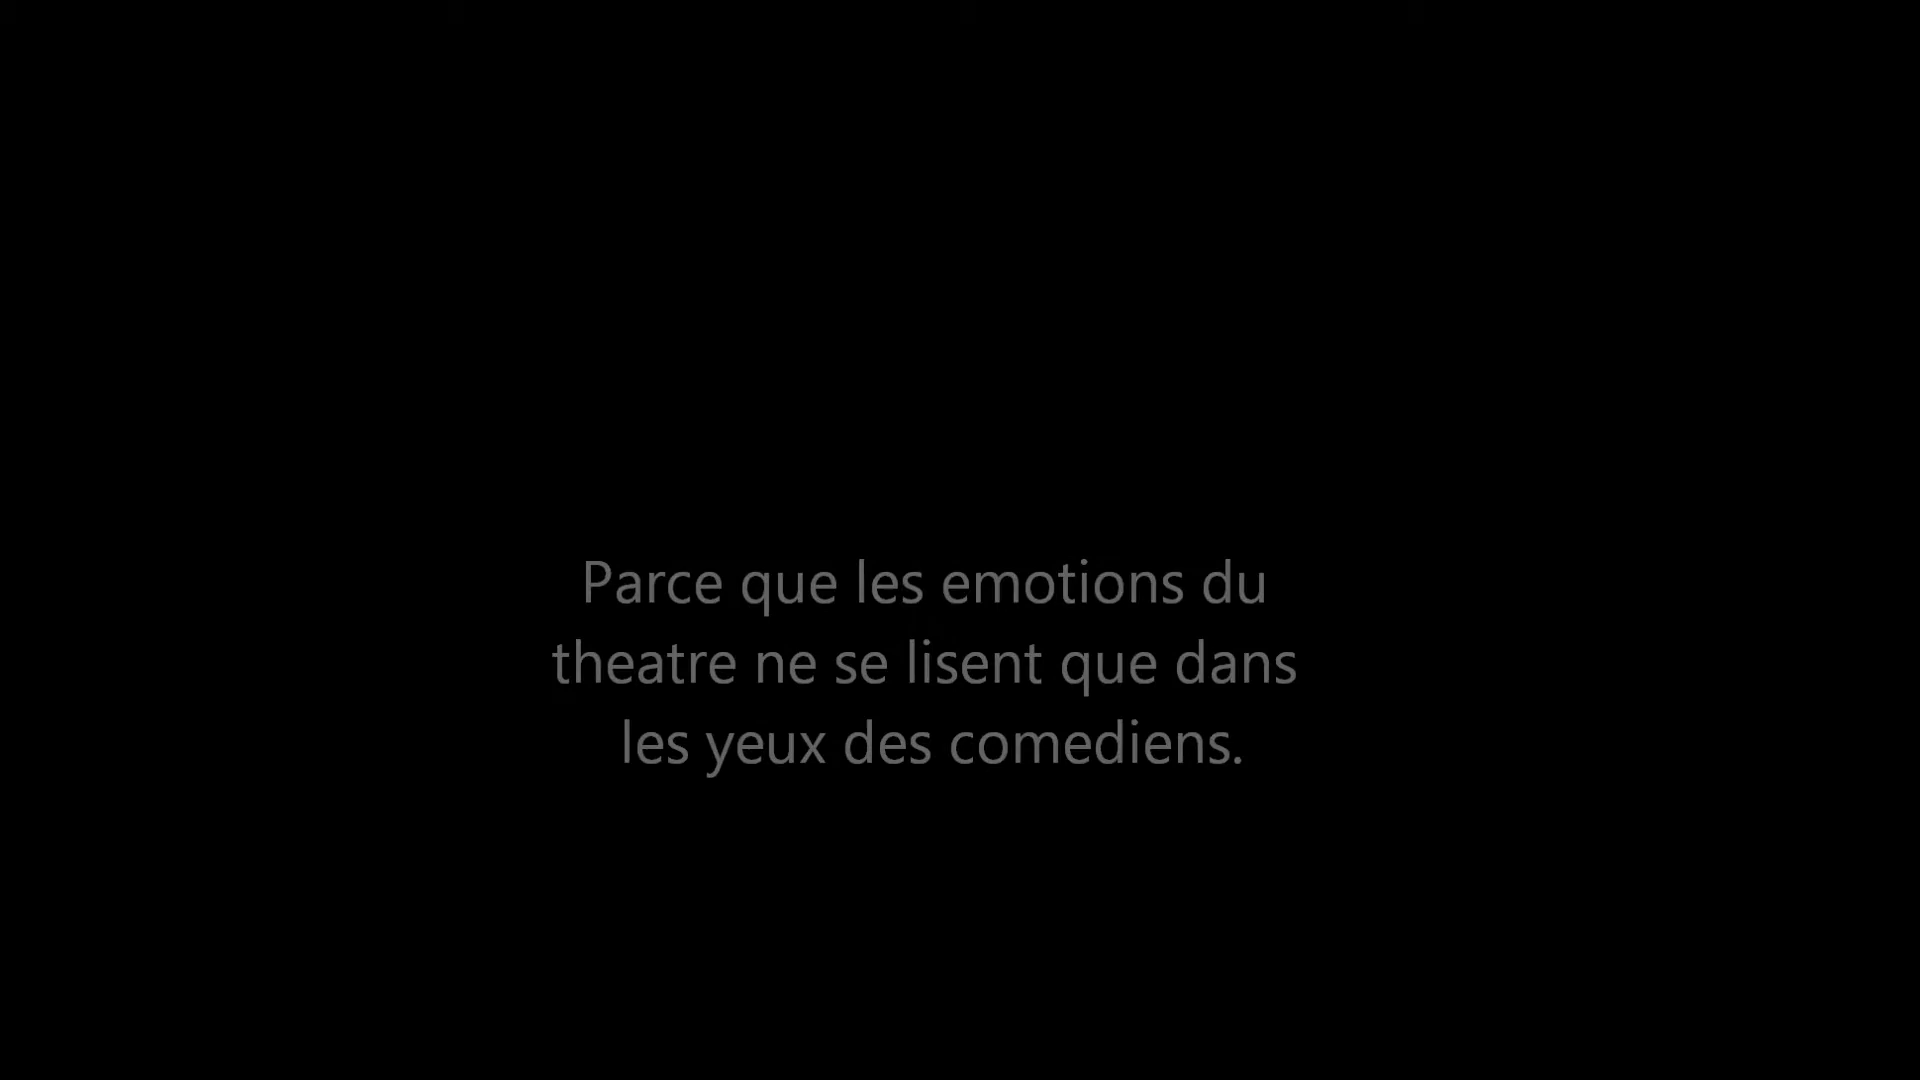 Parce que les emotions du
theatre ne se lisent que dans
les yeux des comediens.